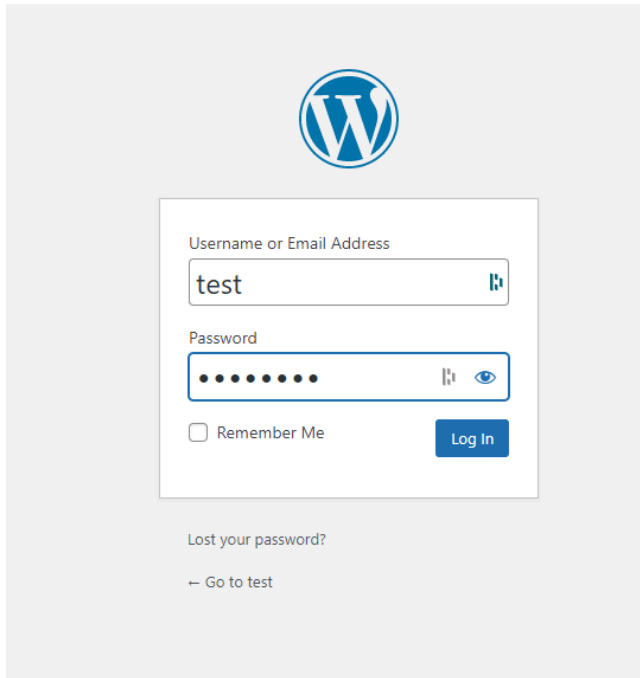 Username or Email Address
test
Password
••••••••
Remember Me
Log In
Lost your password?
← Go to test